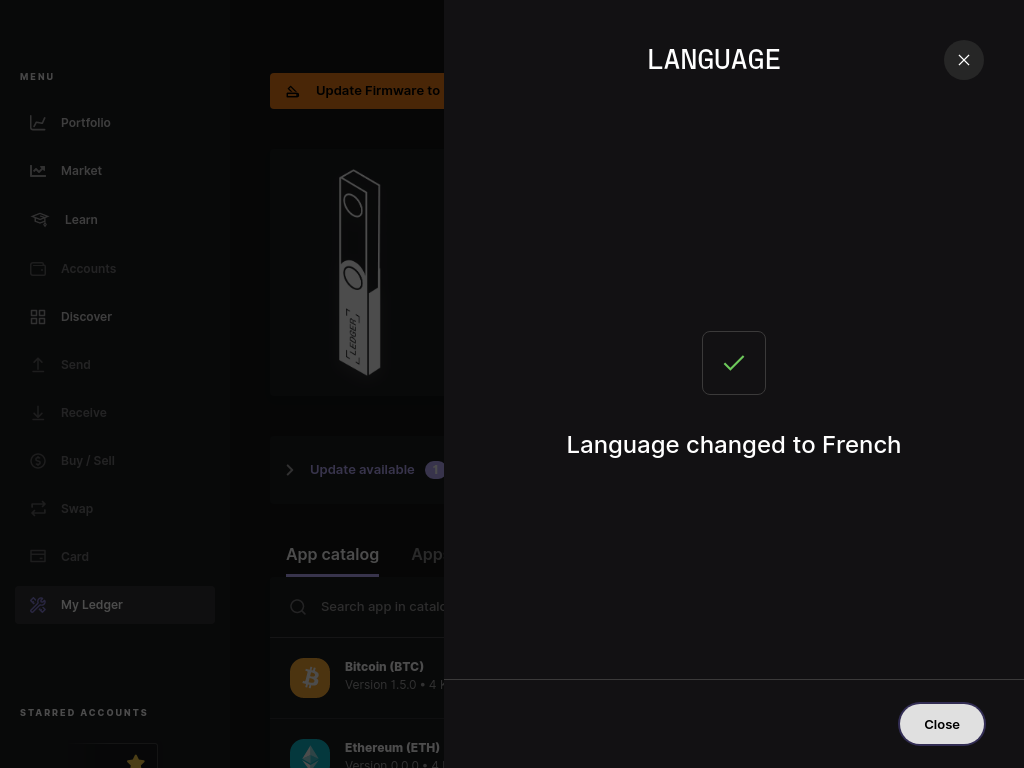 MENU
Portfolio
Market
Learn
Accounts
Discover
Send
Receive
Buy / Sell
Swap
Card
My Ledger
STARRED ACCOUNTS
Update Firmware to
LEDGER
Update available 1
App catalog
App
Search app in catalo
Bitcoin (BTC)
Version 1.5.0 • 4 K
Ethereum (ETH)
Version 0.0.0 • 4
LANGUAGE
Language changed to French
Close